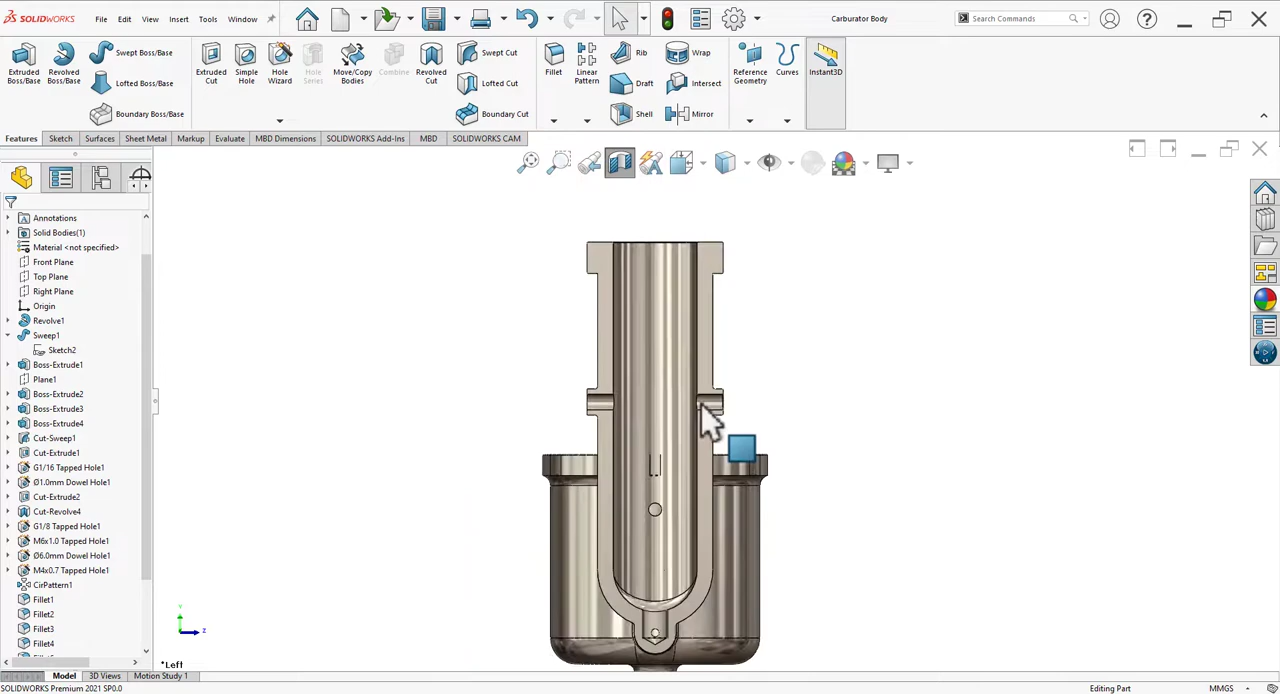 SOLIDWORKS File Edit View Insert Tools Window Carburator Body Search Commands
Extruded Boss/Base
Revolved Boss/Base
Swept Boss/Base
Lofted Boss/Base
Boundary Boss/Base
Extruded Cut
Simple Hole
Hole Wizard
Hole Series
Move/Copy Bodies
Combine
Revolved Cut
Swept Cut
Lofted Cut
Boundary Cut
Fillet
Linear Pattern
Rib
Draft
Shell
Wrap
Intersect
Mirror
Reference Geometry
Curves
Instant3D
Features Sketch Surfaces Sheet Metal Markup Evaluate MBD Dimensions SOLIDWORKS Add-Ins MBD SOLIDWORKS CAM
Annotations
Solid Bodies(1)
Material <not specified>
Front Plane
Top Plane
Right Plane
Origin
Revolve1
Sweep1
Sketch2
Boss-Extrude1
Plane1
Boss-Extrude2
Boss-Extrude3
Boss-Extrude4
Cut-Sweep1
Cut-Extrude1
G1/16 Tapped Hole1
Ø1.0mm Dowel Hole1
Cut-Extrude2
Cut-Revolve4
G1/8 Tapped Hole1
M6x1.0 Tapped Hole1
Ø6.0mm Dowel Hole1
M4x0.7 Tapped Hole1
CirPattern1
Fillet1
Fillet2
Fillet3
Fillet4
Y
Z
*Left
Model 3D Views Motion Study 1
SOLIDWORKS Premium 2021 SP0.0 Editing Part MMGS